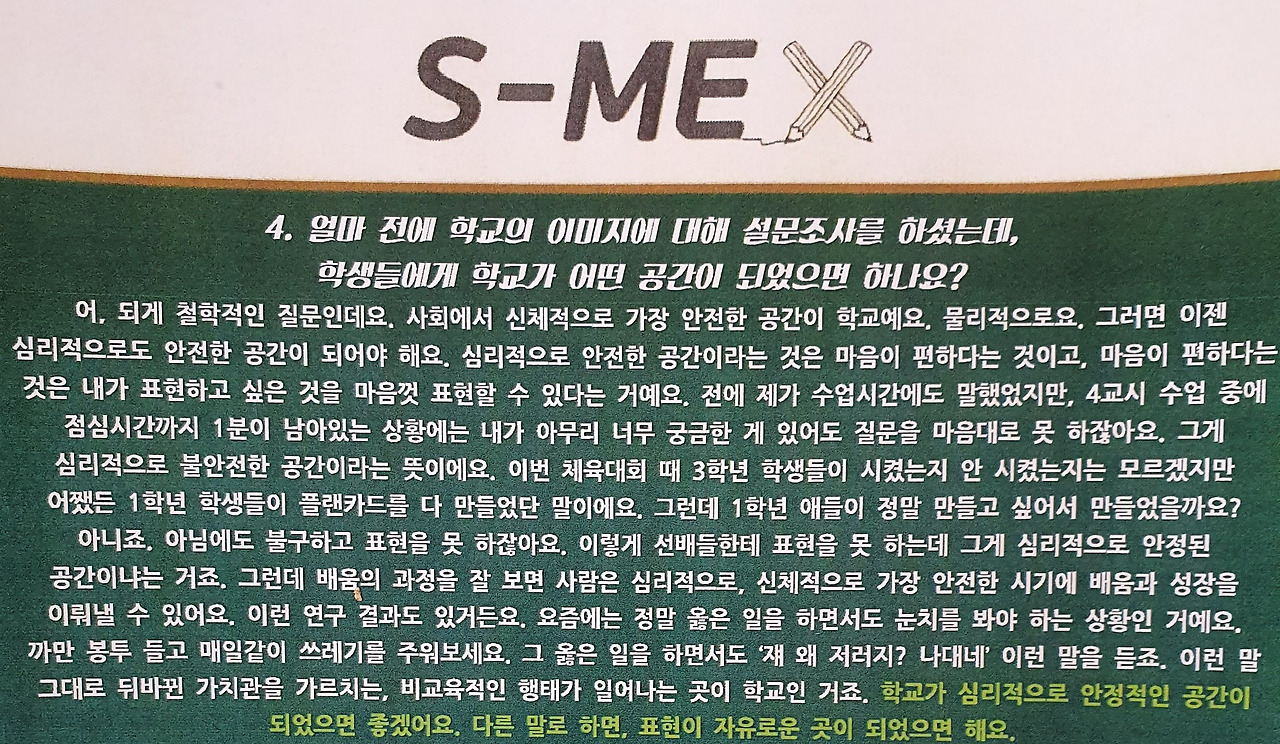 S-MEX
4. 얼마 전에 학교의 이미지에 대해 설문조사를 하셨는데,
학생들에게 학교가 어떤 공간이 되었으면 하나요?
어, 되게 철학적인 질문인데요. 사회에서 신체적으로 가장 안전한 공간이 학교예요. 물리적으로요. 그러면 이젠
심리적으로도 안전한 공간이 되어야 해요. 심리적으로 안전한 공간이라는 것은 마음이 편하다는 것이고, 마음이 편하다는
것은 내가 표현하고 싶은 것을 마음껏 표현할 수 있다는 거예요. 전에 제가 수업시간에도 말했었지만, 4교시 수업 중에
점심시간까지 1분이 남아있는 상황에는 내가 아무리 너무 궁금한 게 있어도 질문을 마음대로 못 하잖아요. 그게
심리적으로 불안전한 공간이라는 뜻이에요. 이번 체육대회 때 3학년 학생들이 시켰는지 안 시켰는지는 모르겠지만
어쨌든 1학년 학생들이 플랜카드를 다 만들었단 말이에요. 그런데 1학년 애들이 정말 만들고 싶어서 만들었을까요?
아니죠. 아님에도 불구하고 표현을 못 하잖아요. 이렇게 선배들한테 표현을 못 하는데 그게 심리적으로 안정된
공간이냐는 거죠. 그런데 배움의 과정을 잘 보면 사람은 심리적으로, 신체적으로 가장 안전한 시기에 배움과 성장을
이뤄낼 수 있어요. 이런 연구 결과도 있거든요. 요즘에는 정말 옳은 일을 하면서도 눈치를 봐야 하는 상황인 거예요.
까만 봉투 들고 매일같이 쓰레기를 주워보세요. 그 옳은 일을 하면서도 '쟤 왜 저러지? 나대네' 이런 말을 듣죠. 이런 말
그대로 뒤바뀐 가치관을 가르치는, 비교육적인 행태가 일어나는 곳이 학교인 거죠. 학교가 심리적으로 안정적인 공간이
되었으면 좋겠어요. 다른 말로 하면, 표현이 자유로운 곳이 되었으면 해요.